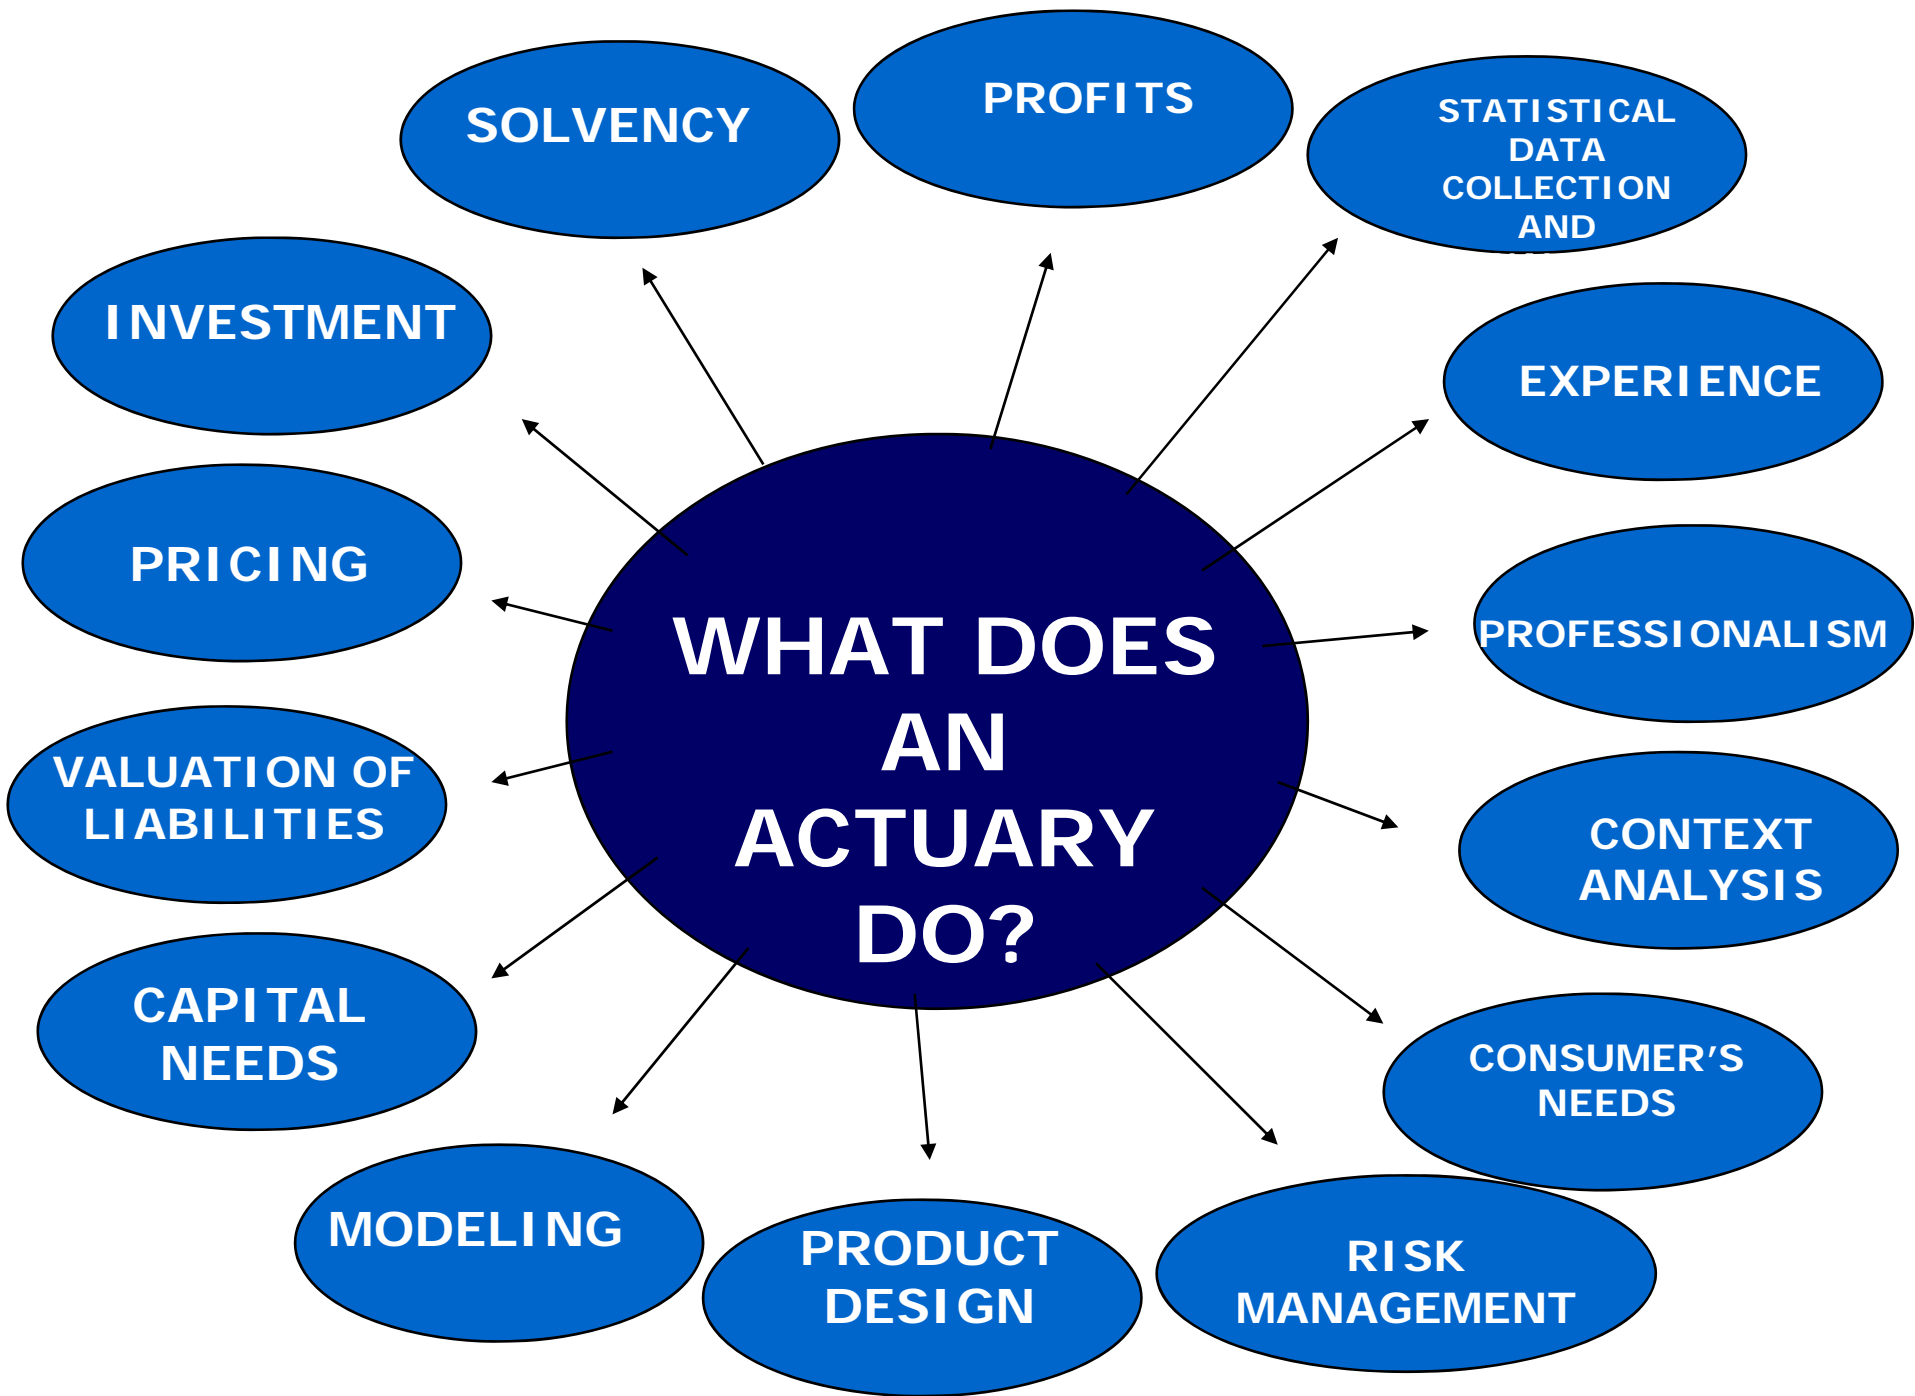 SOLVENCY
PROFITS
STATISTICAL
DATA
COLLECTION
AND
INVESTMENT
EXPERIENCE
PRICING
PROFESSIONALISM
WHAT DOES
AN
ACTUARY
DO?
VALUATION OF
LIABILITIES
CONTEXT
ANALYSIS
CAPITAL
NEEDS
CONSUMER’S
NEEDS
MODELING
PRODUCT
DESIGN
RISK
MANAGEMENT